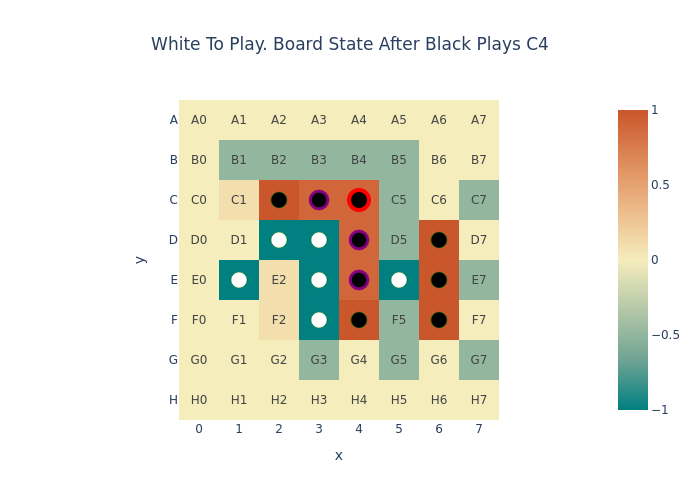 White To Play. Board State After Black Plays C4
A A0 A1 A2 A3 A4 A5 A6 A7
B B0 B1 B2 B3 B4 B5 B6 B7
C C0 C1 C5 C6 C7
D D0 D1 D5 D7
E E0 E2 E7
F F0 F1 F2 F5 F7
G G0 G1 G2 G3 G4 G5 G6 G7
H H0 H1 H2 H3 H4 H5 H6 H7
0 1 2 3 4 5 6 7
x
y
1
0.5
0
−0.5
−1